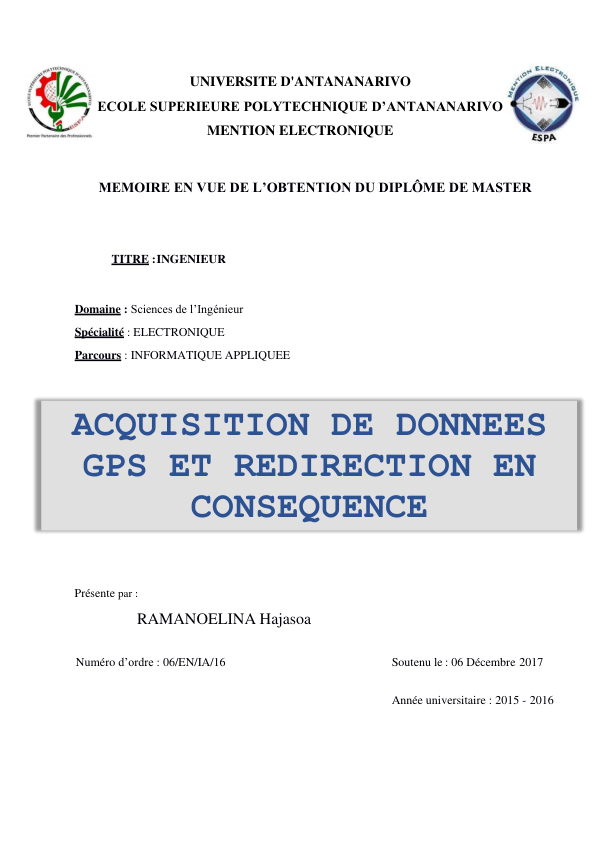 UNIVERSITE D'ANTANANARIVO
ECOLE SUPERIEURE POLYTECHNIQUE D’ANTANANARIVO
MENTION ELECTRONIQUE
Premier Partenaire des Professionnels
ESPA
MEMOIRE EN VUE DE L’OBTENTION DU DIPLÔME DE MASTER
TITRE :INGENIEUR
Domaine : Sciences de l’Ingénieur
Spécialité : ELECTRONIQUE
Parcours : INFORMATIQUE APPLIQUEE
ACQUISITION DE DONNEES
GPS ET REDIRECTION EN
CONSEQUENCE
Présente par :
RAMANOELINA Hajasoa
Numéro d’ordre : 06/EN/IA/16
Soutenu le : 06 Décembre 2017
Année universitaire : 2015 - 2016